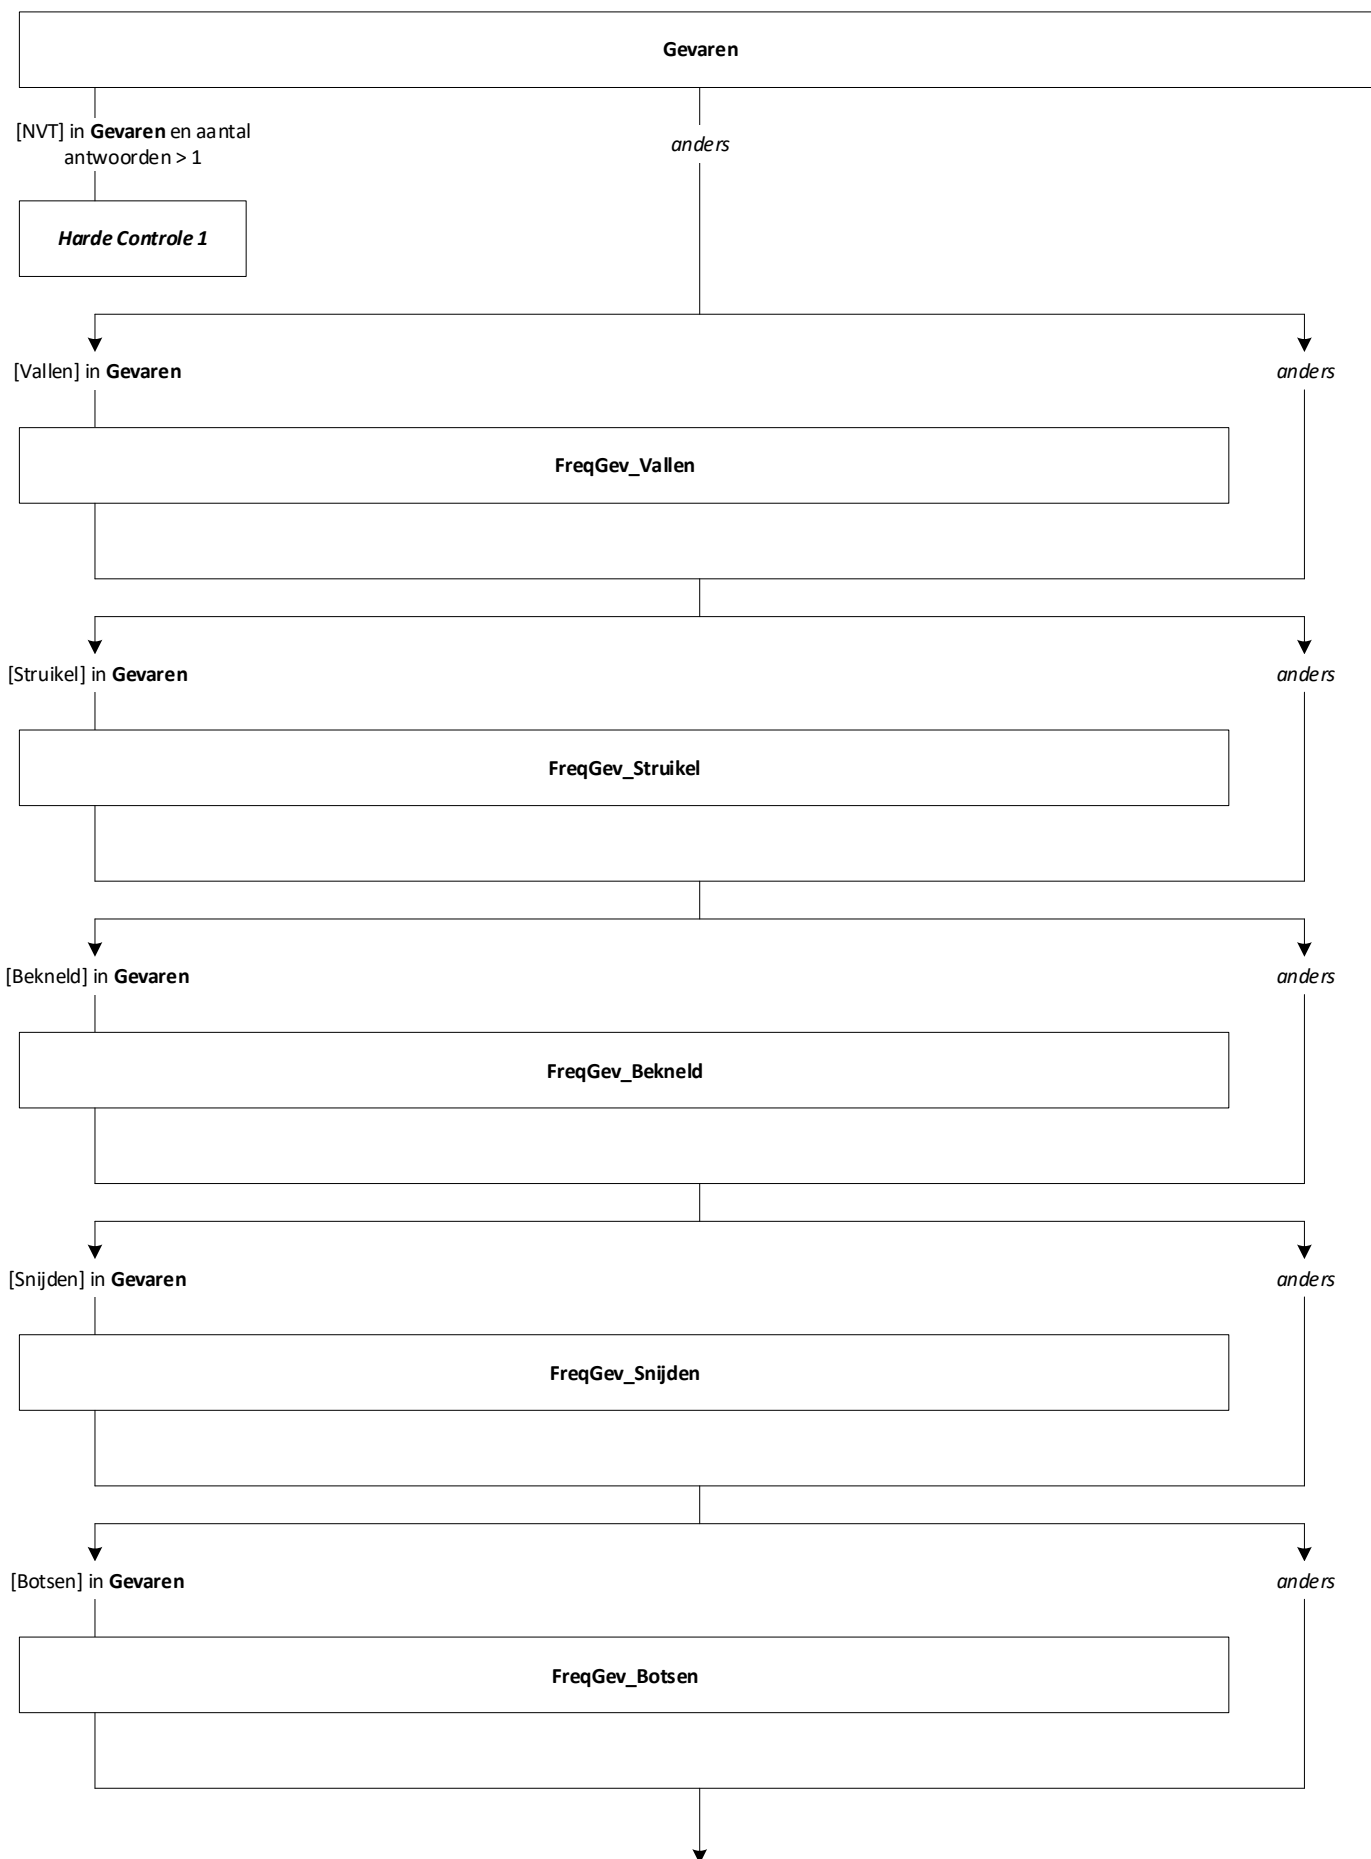 Gevaren
[NVT] in Gevaren en aantal
antwoorden > 1
anders
Harde Controle 1
[Vallen] in Gevaren
anders
FreqGev_Vallen
[Struikel] in Gevaren
anders
FreqGev_Struikel
[Bekneld] in Gevaren
anders
FreqGev_Bekneld
[Snijden] in Gevaren
anders
FreqGev_Snijden
[Botsen] in Gevaren
anders
FreqGev_Botsen